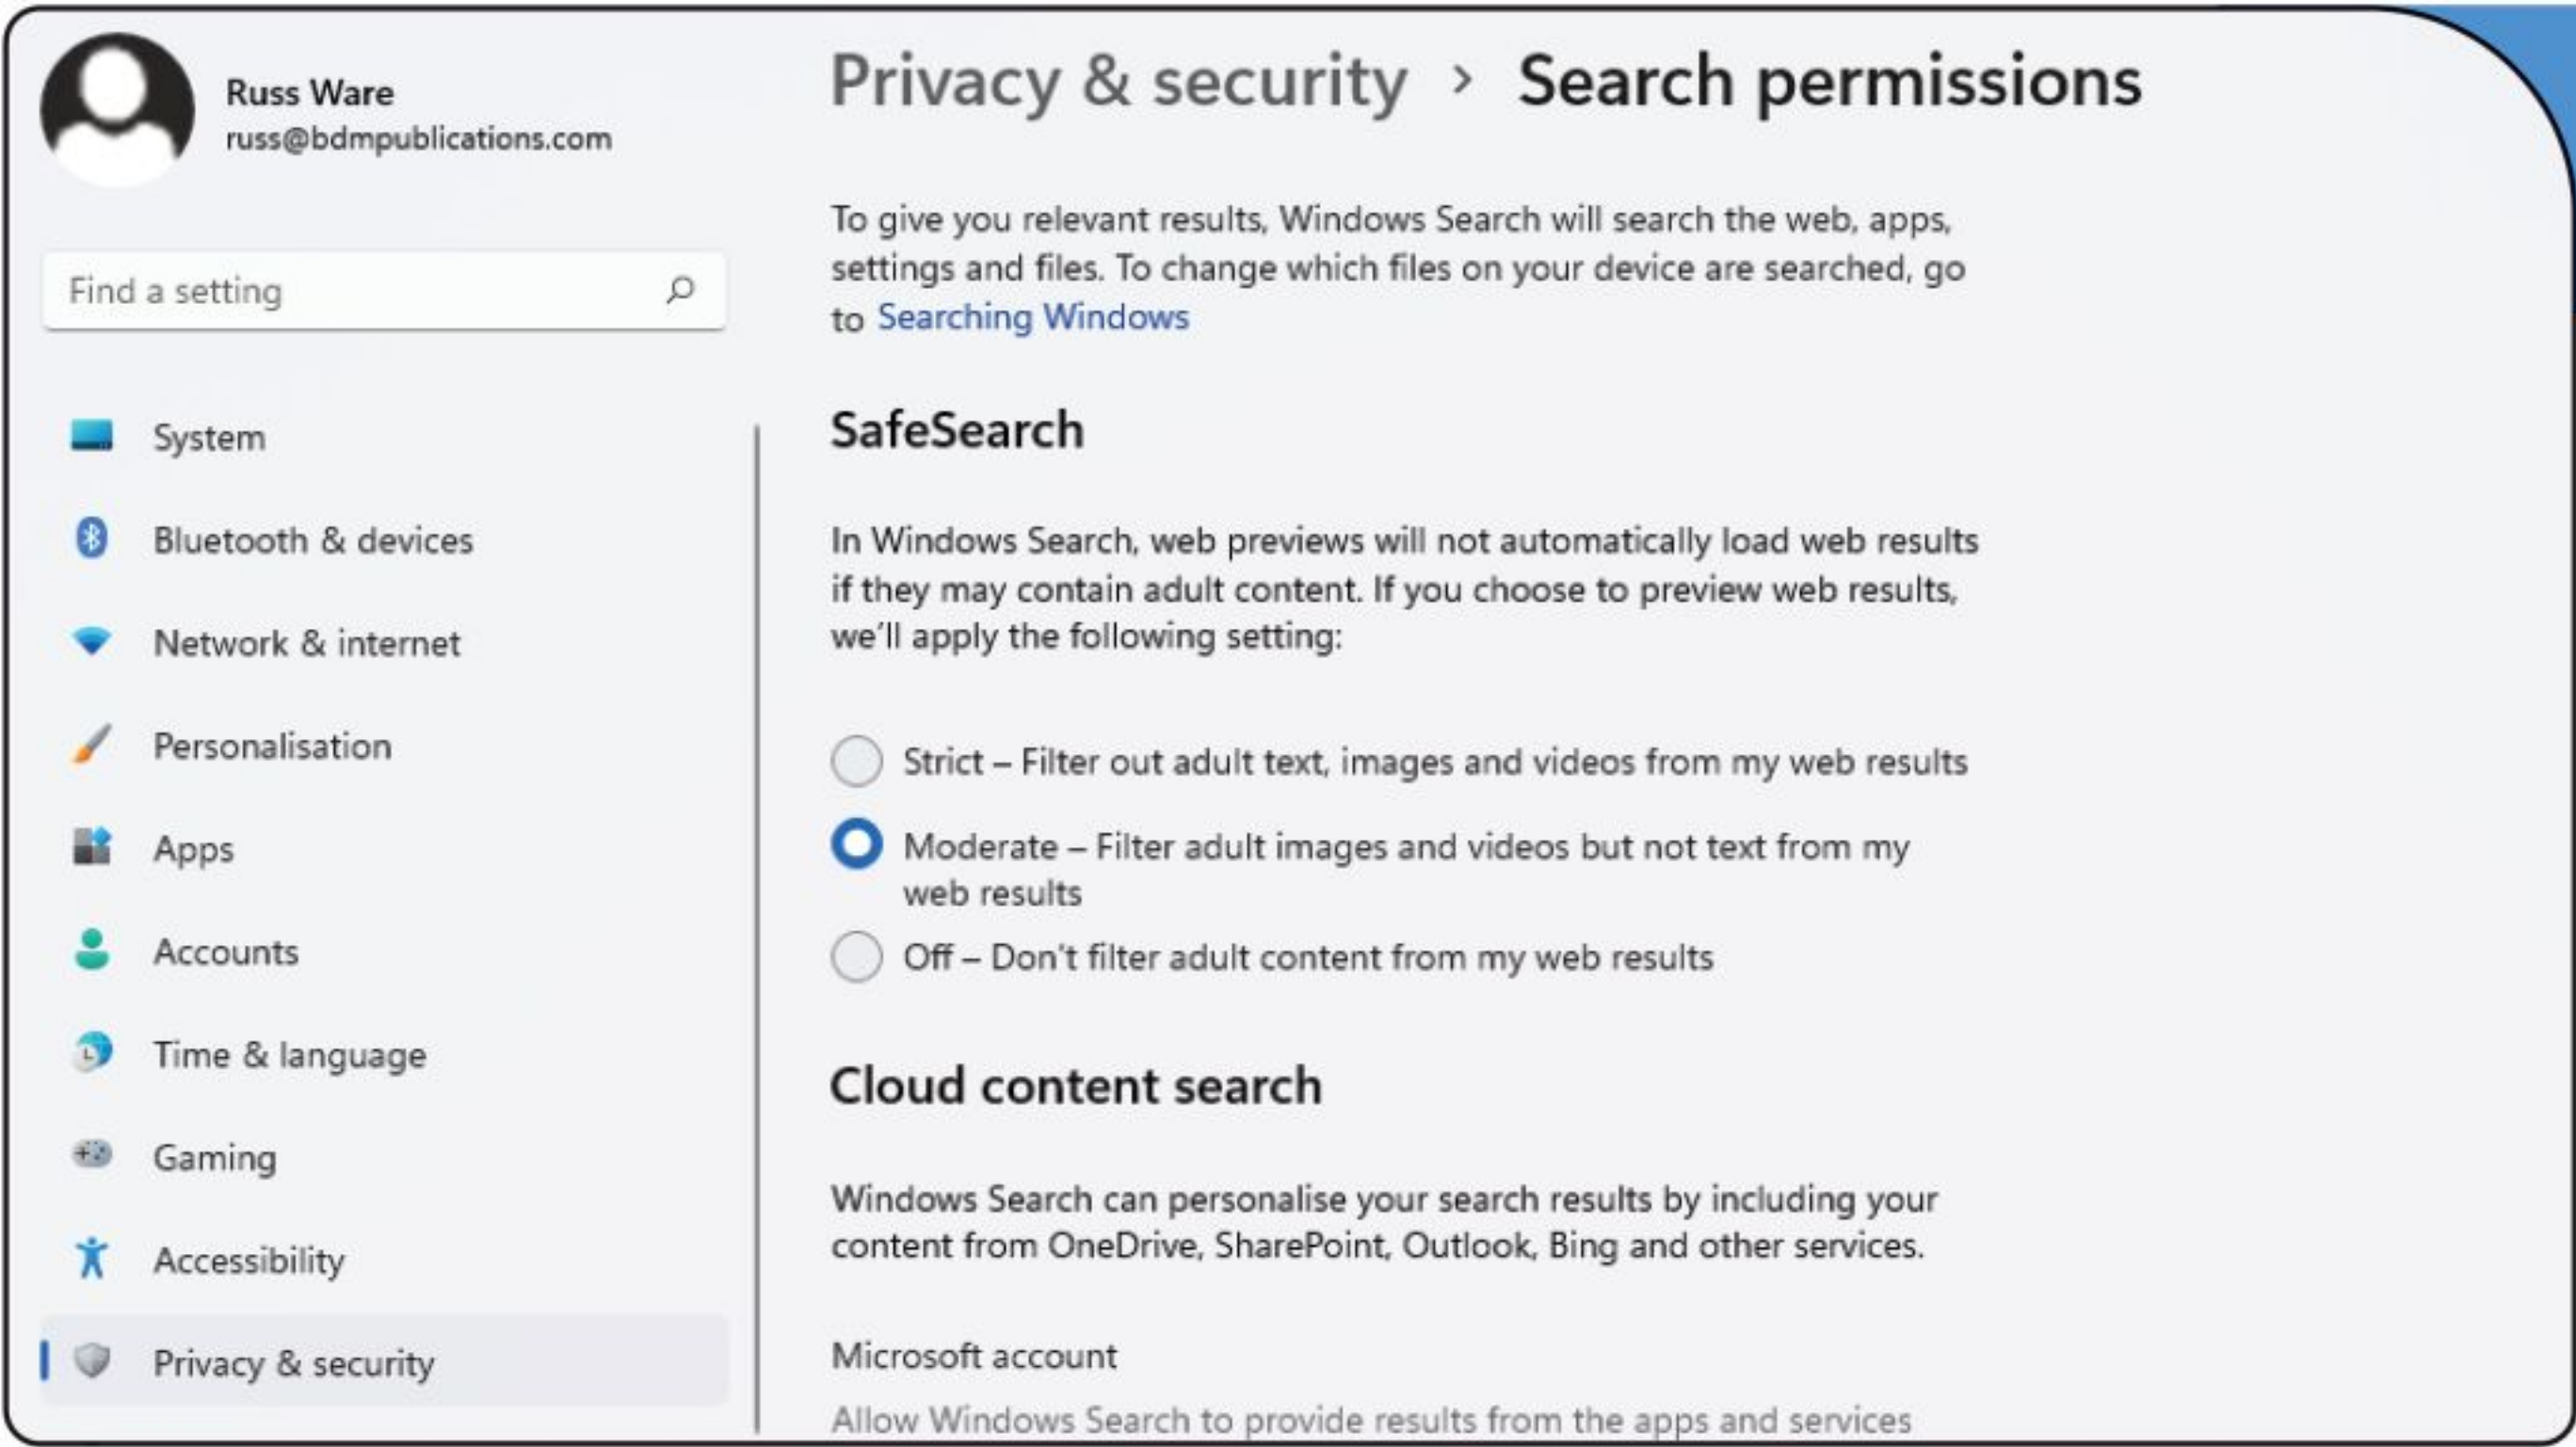 Russ Ware
russ@bdmpublications.com
Find a setting
System
Bluetooth & devices
Network & internet
Personalisation
Apps
Accounts
Time & language
Gaming
Accessibility
Privacy & security
Privacy & security > Search permissions
To give you relevant results, Windows Search will search the web, apps,
settings and files. To change which files on your device are searched, go
to Searching Windows
SafeSearch
In Windows Search, web previews will not automatically load web results
if they may contain adult content. If you choose to preview web results,
we'll apply the following setting:
Strict – Filter out adult text, images and videos from my web results
Moderate – Filter adult images and videos but not text from my
web results
Off – Don't filter adult content from my web results
Cloud content search
Windows Search can personalise your search results by including your
content from OneDrive, SharePoint, Outlook, Bing and other services.
Microsoft account
Allow Windows Search to provide results from the apps and services